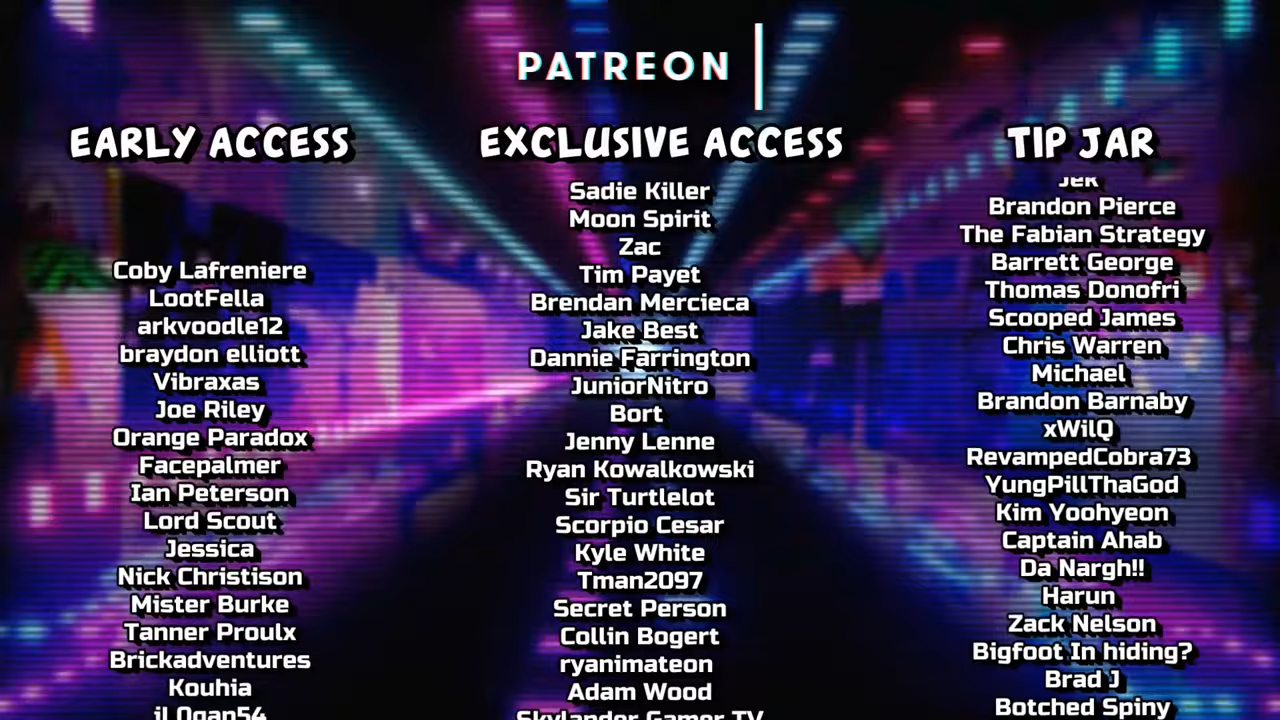 PATREON
EARLY ACCESS
Coby Lafreniere
LootFella
arkvoodle12
braydon elliott
Vibraxas
Joe Riley
Orange Paradox
Facepalmer
Ian Peterson
Lord Scout
Jessica
Nick Christison
Mister Burke
Tanner Proulx
Brickadventures
Kouhia
iL0gan54
EXCLUSIVE ACCESS
Sadie Killer
Moon Spirit
Zac
Tim Payet
Brendan Mercieca
Jake Best
Dannie Farrington
JuniorNitro
Bort
Jenny Lenne
Ryan Kowalkowski
Sir Turtlelot
Scorpio Cesar
Kyle White
Tman2097
Secret Person
Collin Bogert
ryanimateon
Adam Wood
Skylander Gamer TV
TIP JAR
Jek
Brandon Pierce
The Fabian Strategy
Barrett George
Thomas Donofri
Scooped James
Chris Warren
Michael
Brandon Barnaby
xWilQ
RevampedCobra73
YungPillThaGod
Kim Yoohyeon
Captain Ahab
Da Nargh!!
Harun
Zack Nelson
Bigfoot In hiding?
Brad J
Botched Spiny